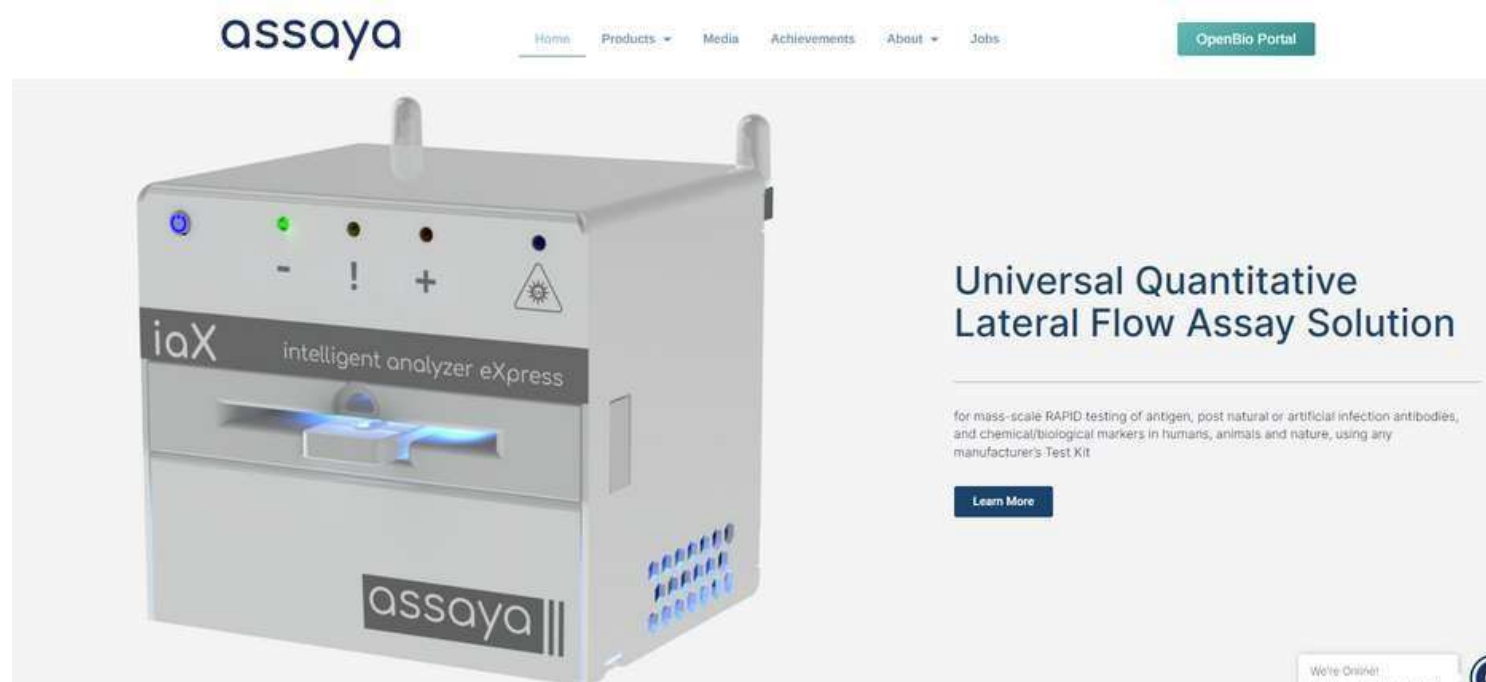 assaya
Home Products Media Achievements About Jobs
OpenBio Portal
- ! +
iaX intelligent analyzer eXpress
assaya
Universal Quantitative
Lateral Flow Assay Solution
for mass-scale RAPID testing of antigen, post natural or artificial infection antibodies,
and chemical/biological markers in humans, animals and nature, using any
manufacturer's Test Kit
Learn More
We're Online!